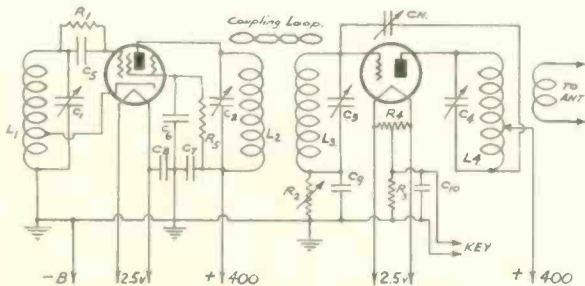 R1
Coupling Loop.
CN.
C5
C1
L1
C6
R5
C2
L2
C8
C7
L3
C3
R2
C9
R4
R3
C10
C4
L4
TO
ANT
KEY
-B
2.5v
+ 400
2.5v
+ 400